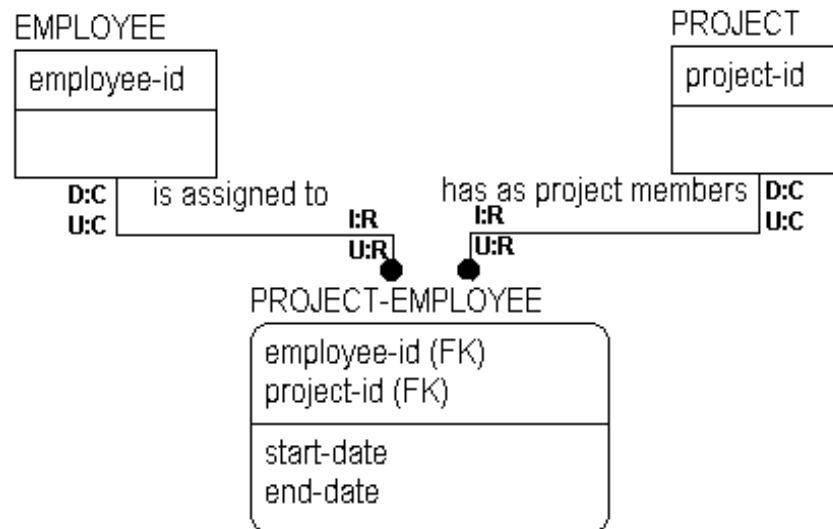 EMPLOYEE
PROJECT
employee-id
project-id
D:C
U:C
is assigned to
I:R
U:R
has as project members
I:R
U:R
D:C
U:C
PROJECT-EMPLOYEE
employee-id (FK)
project-id (FK)
start-date
end-date